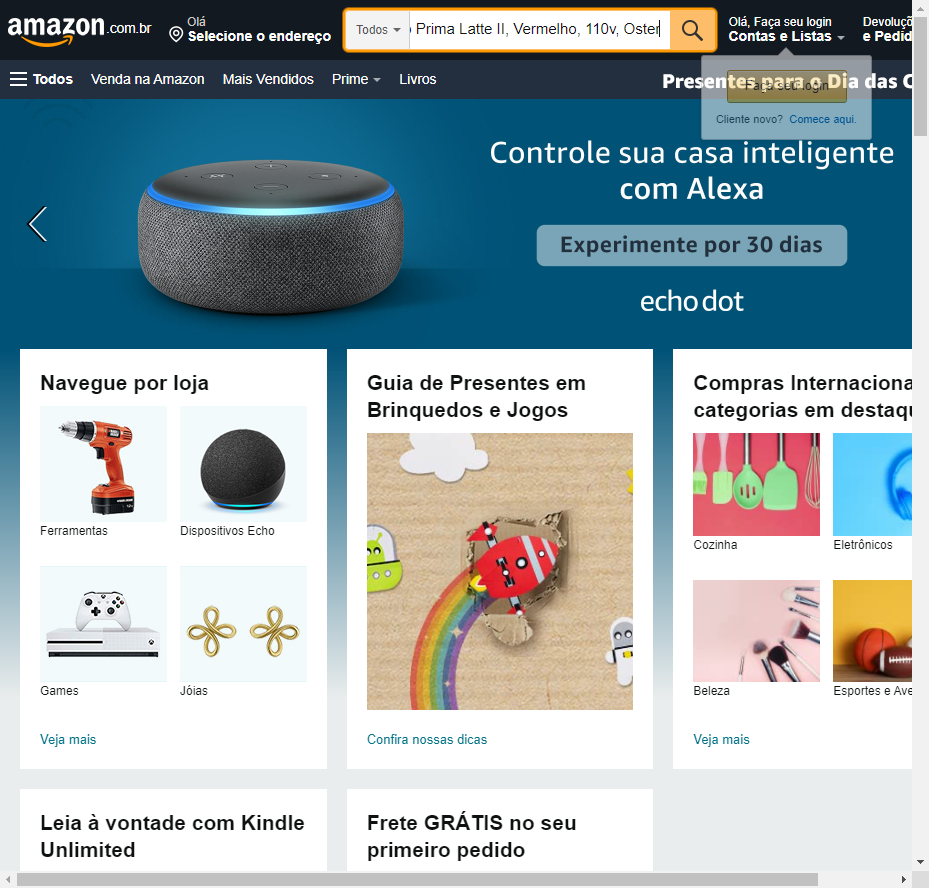 amazon.com.br
Olá
Selecione o endereço
Todos
Prima Latte II, Vermelho, 110v, Oster
Olá, Faça seu login
Contas e Listas
Devoluçõ
e Pedid
Todos
Venda na Amazon
Mais Vendidos
Prime
Livros
Presentes para o Dia das C
Faça seu login
Cliente novo? Comece aqui.
Controle sua casa inteligente
com Alexa
Experimente por 30 dias
echo dot
Navegue por loja
Ferramentas
Dispositivos Echo
Games
Jóias
Veja mais
Guia de Presentes em
Brinquedos e Jogos
Confira nossas dicas
Compras Internaciona
categorias em destaqu
Cozinha
Eletrônicos
Beleza
Esportes e Ave
Veja mais
Leia à vontade com Kindle
Unlimited
Frete GRÁTIS no seu
primeiro pedido